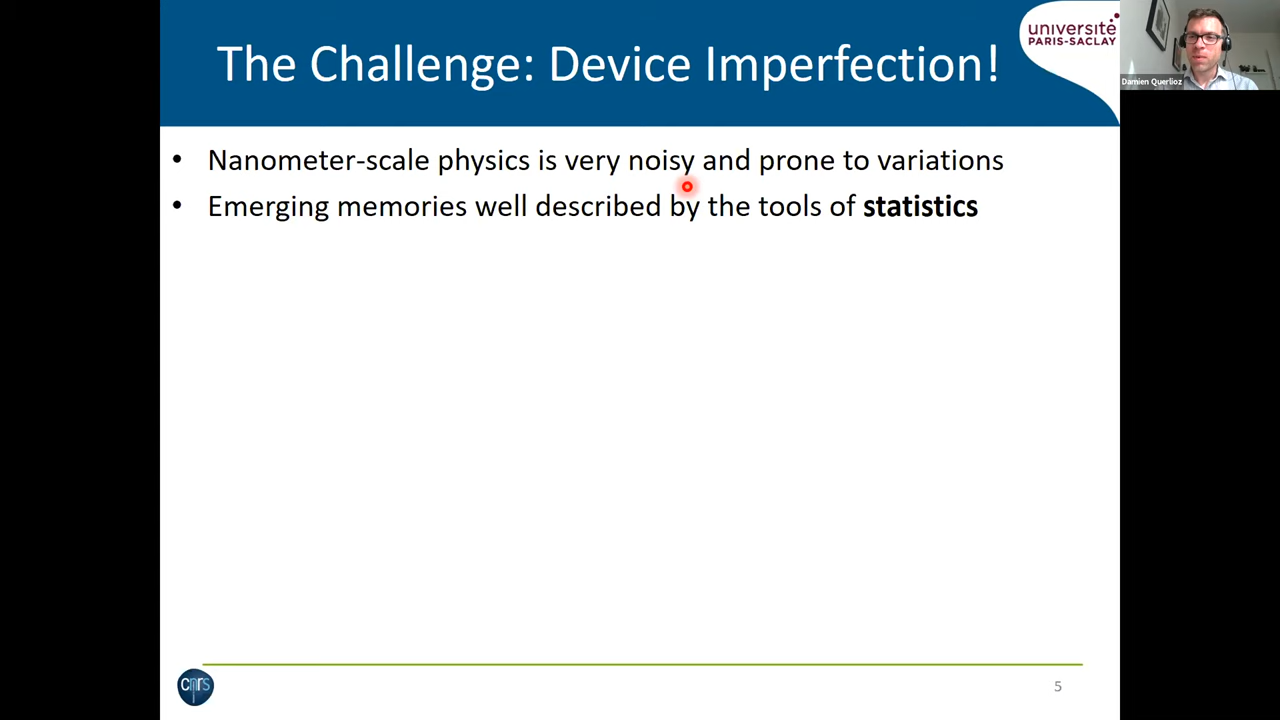 The Challenge: Device Imperfection!
université
PARIS-SACLAY
Damien Querlioz
• Nanometer-scale physics is very noisy and prone to variations
• Emerging memories well described by the tools of statistics
cnrs
5